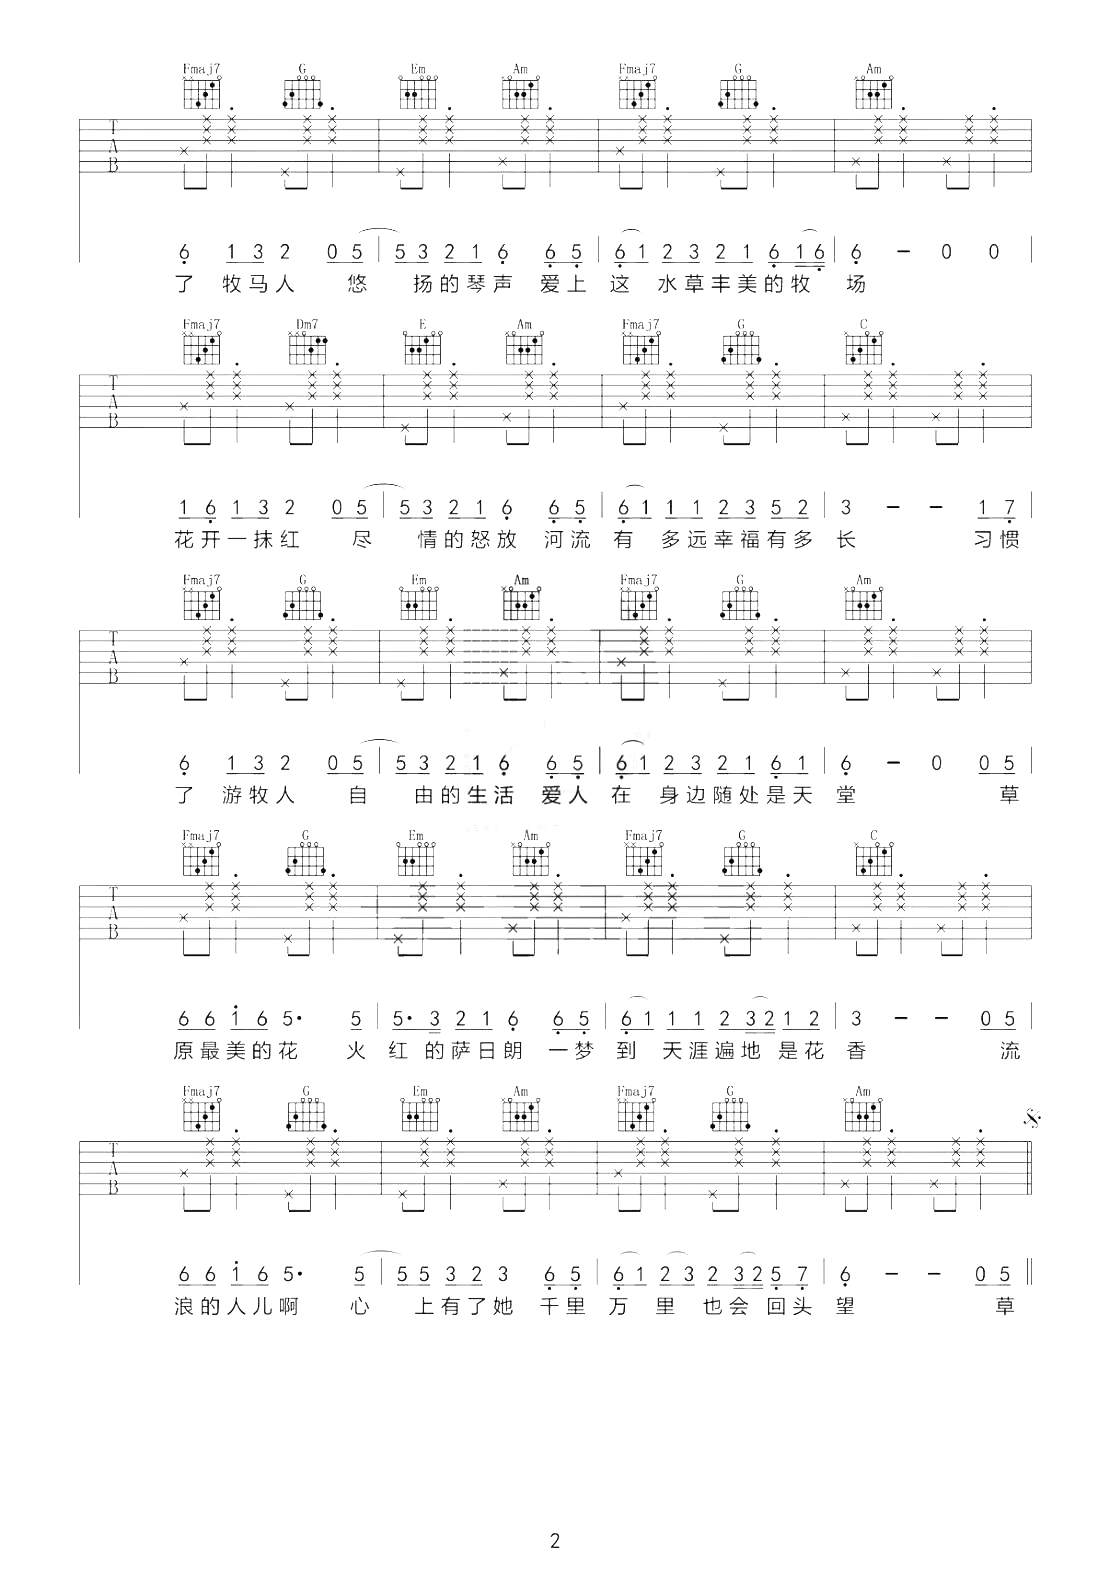 Fmaj7 G Em Am Fmaj7 G Am
T
A
B
6 1 3 2 0 5 5 3 2 1 6 6 5 6 1 2 3 2 1 6 1 6 6 - 0 0
了 牧马人 悠 扬的琴声 爱上 这 水草丰美的牧 场
Fmaj7 Dm7 E Am Fmaj7 G C
T
A
B
1 6 1 3 2 0 5 5 3 2 1 6 6 5 6 1 1 1 2 3 5 2 3 - - 1 7
花开一抹红 尽 情的怒放 河流 有 多远幸福有多 长 习惯
Fmaj7 G Em Am Fmaj7 G Am
T
A
B
6 1 3 2 0 5 5 3 2 1 6 6 5 6 1 2 3 2 1 6 1 6 - 0 0 5
了 游牧人 自 由的生活 爱人 在 身边随处是天 堂 草
Fmaj7 G Em Am Fmaj7 G C
T
A
B
6 6 1 6 5· 5 5· 3 2 1 6 6 5 6 1 1 1 2 3 2 1 2 3 - - 0 5
原最美的花 火 红 的萨日朗 一梦 到 天涯遍地 是花 香 流
Fmaj7 G Em Am Fmaj7 G Am
T
A
B
6 6 1 6 5· 5 5 5 3 2 3 6 5 6 1 2 3 2 3 2 5 7 6 - - 0 5
浪的人儿啊 心 上有了她 千里 万 里 也会 回头 望 草
2